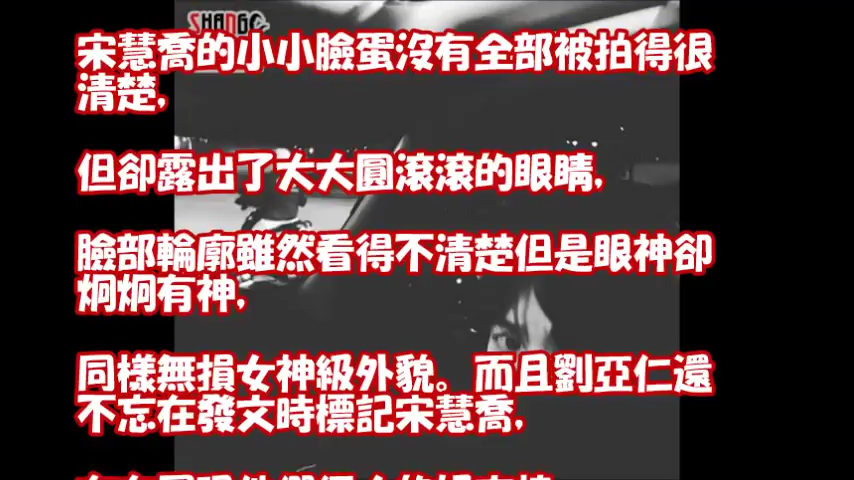 SHANGO
宋慧喬的小小臉蛋沒有全部被拍得很
清楚,
但卻露出了大大圓滾滾的眼睛,
臉部輪廓雖然看得不清楚但是眼神卻
炯炯有神,
同樣無損女神級外貌。而且劉亞仁還
不忘在發文時標記宋慧喬,